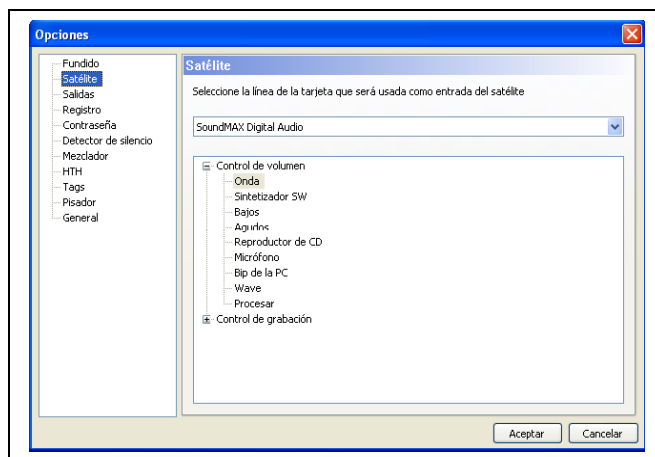 Opciones
Fundido
Satélite
Salidas
Registro
Contraseña
Detector de silencio
Mezclador
HTH
Tags
Pisador
General
Satélite
Seleccione la línea de la tarjeta que será usada como entrada del satélite
SoundMAX Digital Audio
Control de volumen
Onda
Sintetizador SW
Bajos
Agudos
Reproductor de CD
Micrófono
Bip de la PC
Wave
Procesar
Control de grabación
Aceptar
Cancelar